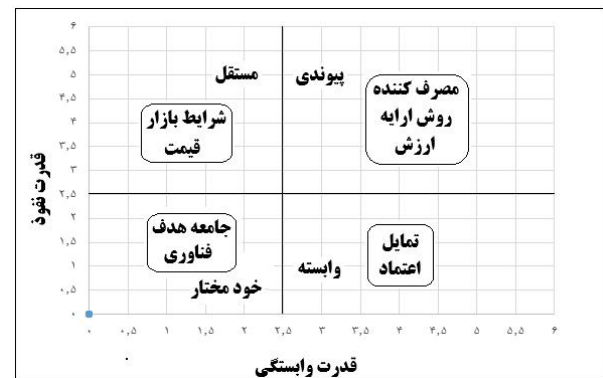 ۶
۵,۵
۵
۴,۵
۴
۳,۵
۳
۲,۵
۲
۱,۵
۱
۰,۵
۰
قدرت نفوذ
مستقل
پیوندی
شرایط بازار
قیمت
مصرف کننده
روش ارایه
ارزش
جامعه هدف
فناوری
خود مختار
وابسته
تمایل
اعتماد
۰ ۰,۵ ۱ ۱,۵ ۲ ۲,۵ ۳ ۳,۵ ۴ ۴,۵ ۵ ۵,۵ ۶
قدرت وابستگی